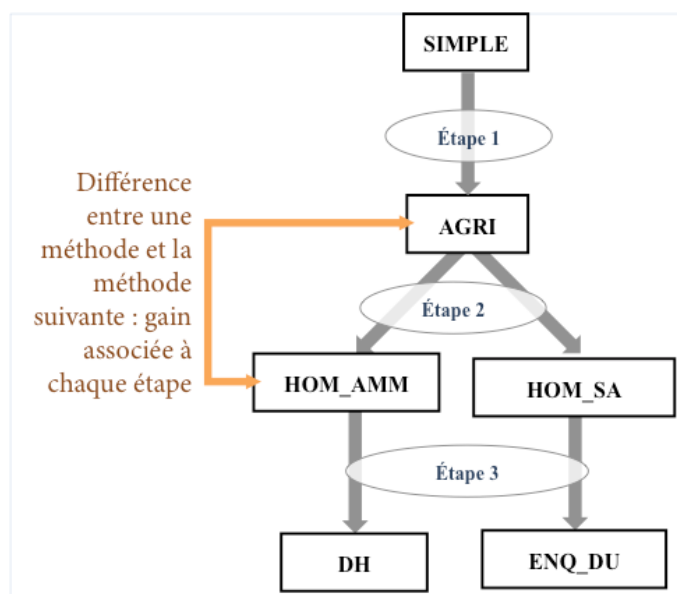 SIMPLE
Étape 1
Différence
entre une
méthode et la
méthode
suivante : gain
associée à
chaque étape
AGRI
Étape 2
HOM_AMM
HOM_SA
Étape 3
DH
ENQ_DU